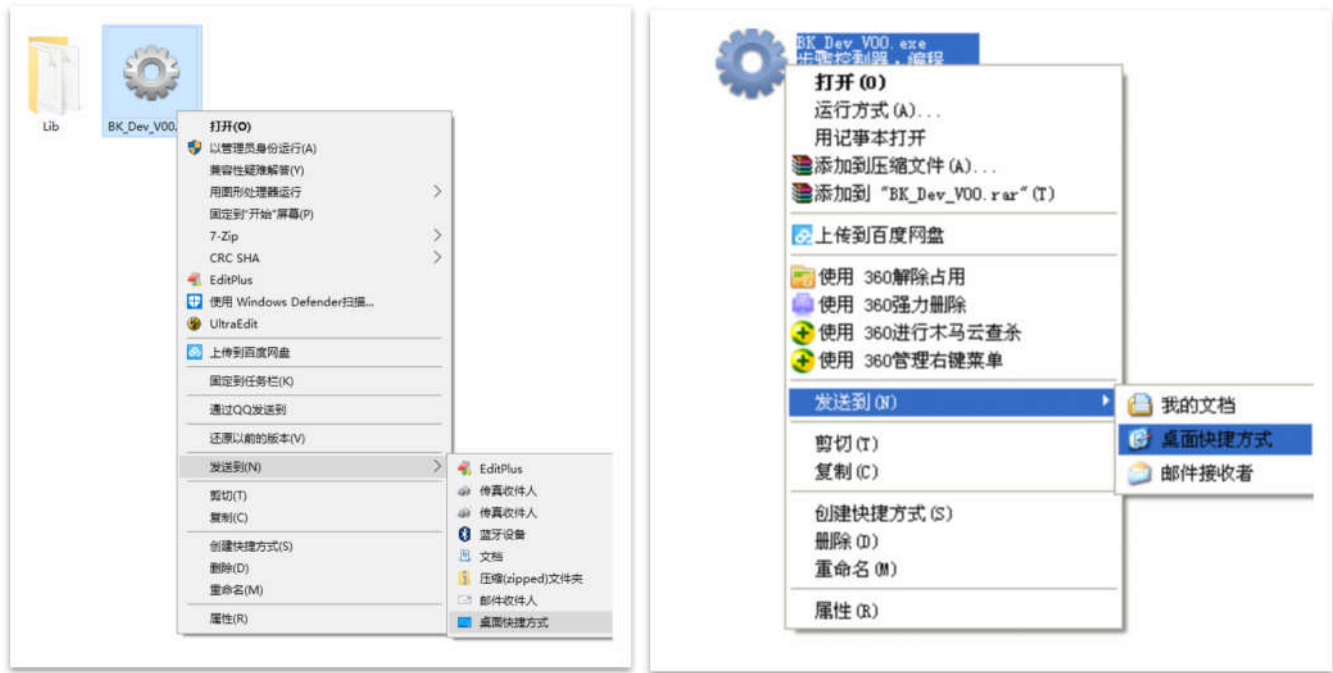 Lib
BK_Dev_V00.
打开(O)
以管理员身份运行(A)
兼容性疑难解答(Y)
用图形处理器运行
固定到"开始"屏幕(P)
7-Zip
CRC SHA
EditPlus
使用 Windows Defender扫描...
UltraEdit
上传到百度网盘
固定到任务栏(K)
通过QQ发送到
还原以前的版本(V)
发送到(N)
剪切(T)
复制(C)
创建快捷方式(S)
删除(D)
重命名(M)
属性(R)
EditPlus
传真收件人
传真收件人
蓝牙设备
文档
压缩(zipped)文件夹
邮件收件人
桌面快捷方式
BK_Dev_V00.exe
步骤控制器，编程
打开(O)
运行方式(A)...
用记事本打开
添加到压缩文件(A)...
添加到 "BK_Dev_V00.rar"(T)
上传到百度网盘
使用 360解除占用
使用 360强力删除
使用 360进行木马云查杀
使用 360管理右键菜单
发送到(N)
剪切(T)
复制(C)
创建快捷方式(S)
删除(D)
重命名(M)
属性(R)
我的文档
桌面快捷方式
邮件接收者